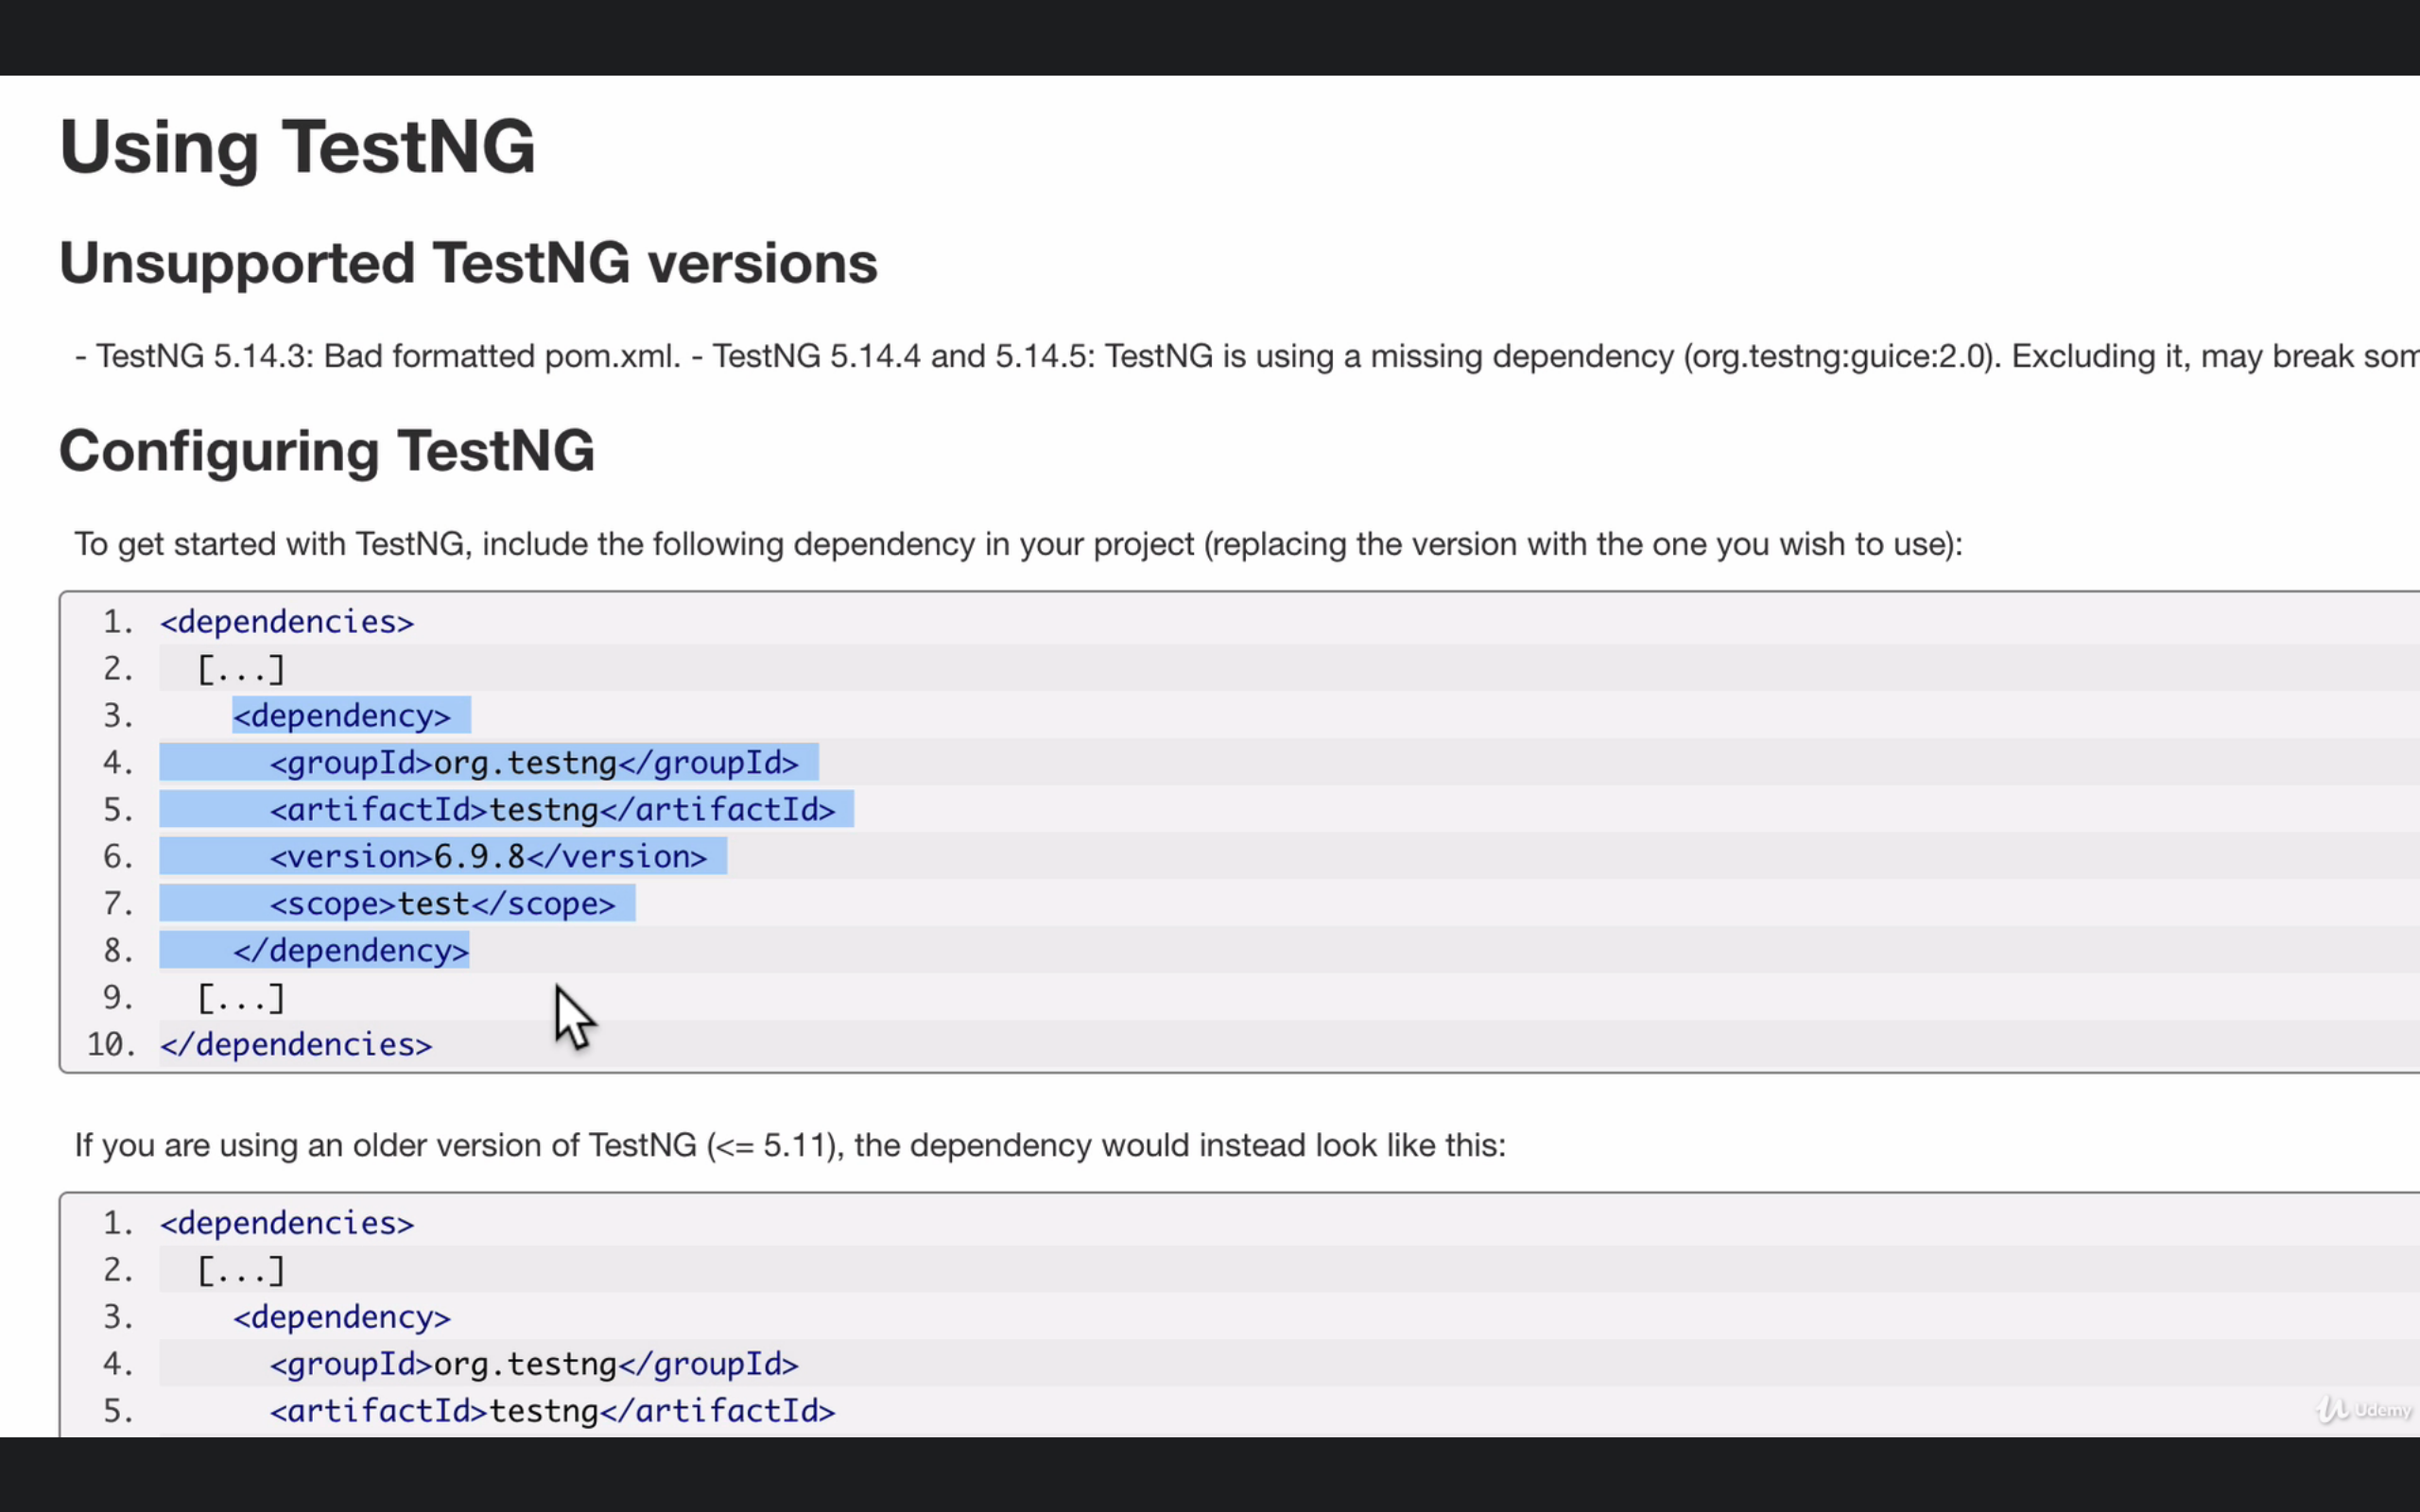 Using TestNG
Unsupported TestNG versions
- TestNG 5.14.3: Bad formatted pom.xml. - TestNG 5.14.4 and 5.14.5: TestNG is using a missing dependency (org.testng:guice:2.0). Excluding it, may break
Configuring TestNG
To get started with TestNG, include the following dependency in your project (replacing the version with the one you wish to use):
1. <dependencies>
2. [...]
3. <dependency>
4. <groupId>org.testng</groupId>
5. <artifactId>testng</artifactId>
6. <version>6.9.8</version>
7. <scope>test</scope>
8. </dependency>
9. [...]
10. </dependencies>
If you are using an older version of TestNG (<= 5.11), the dependency would instead look like this:
1. <dependencies>
2. [...]
3. <dependency>
4. <groupId>org.testng</groupId>
5. <artifactId>testng</artifactId>
Udemy